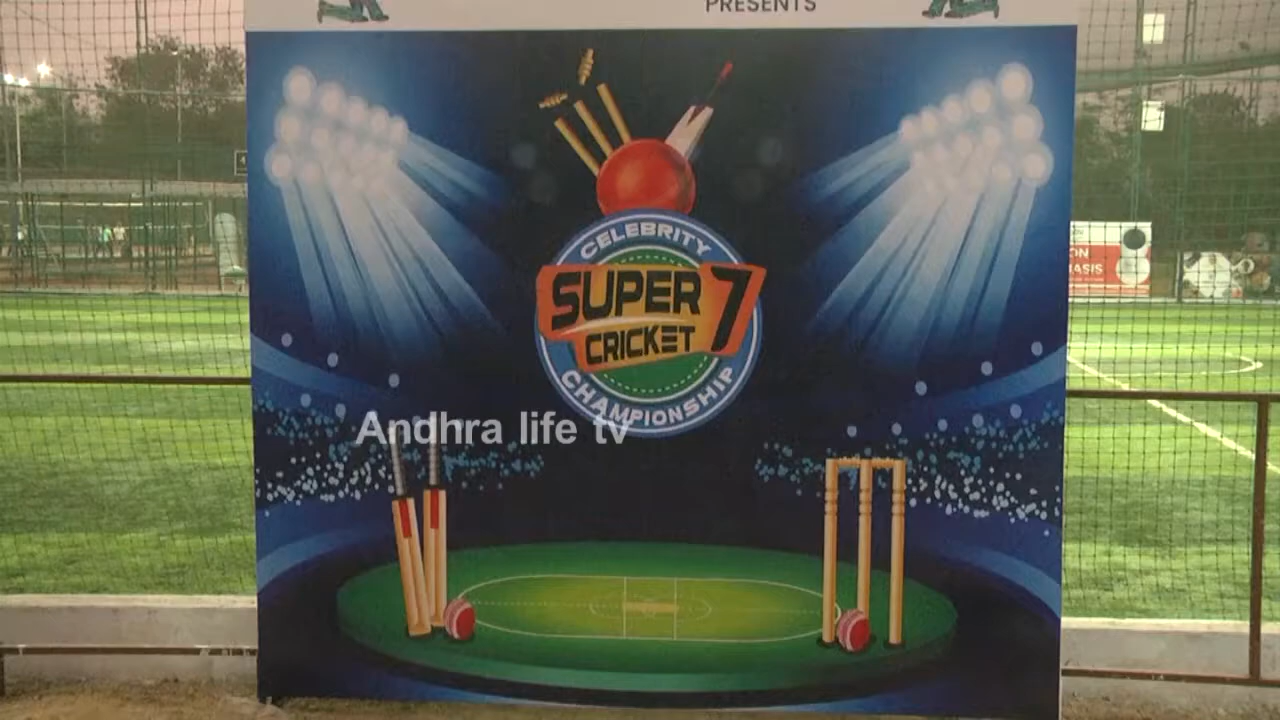 PRESENTS
CELEBRITY
SUPER 7
CRICKET
CHAMPIONSHIP
Andhra life tv